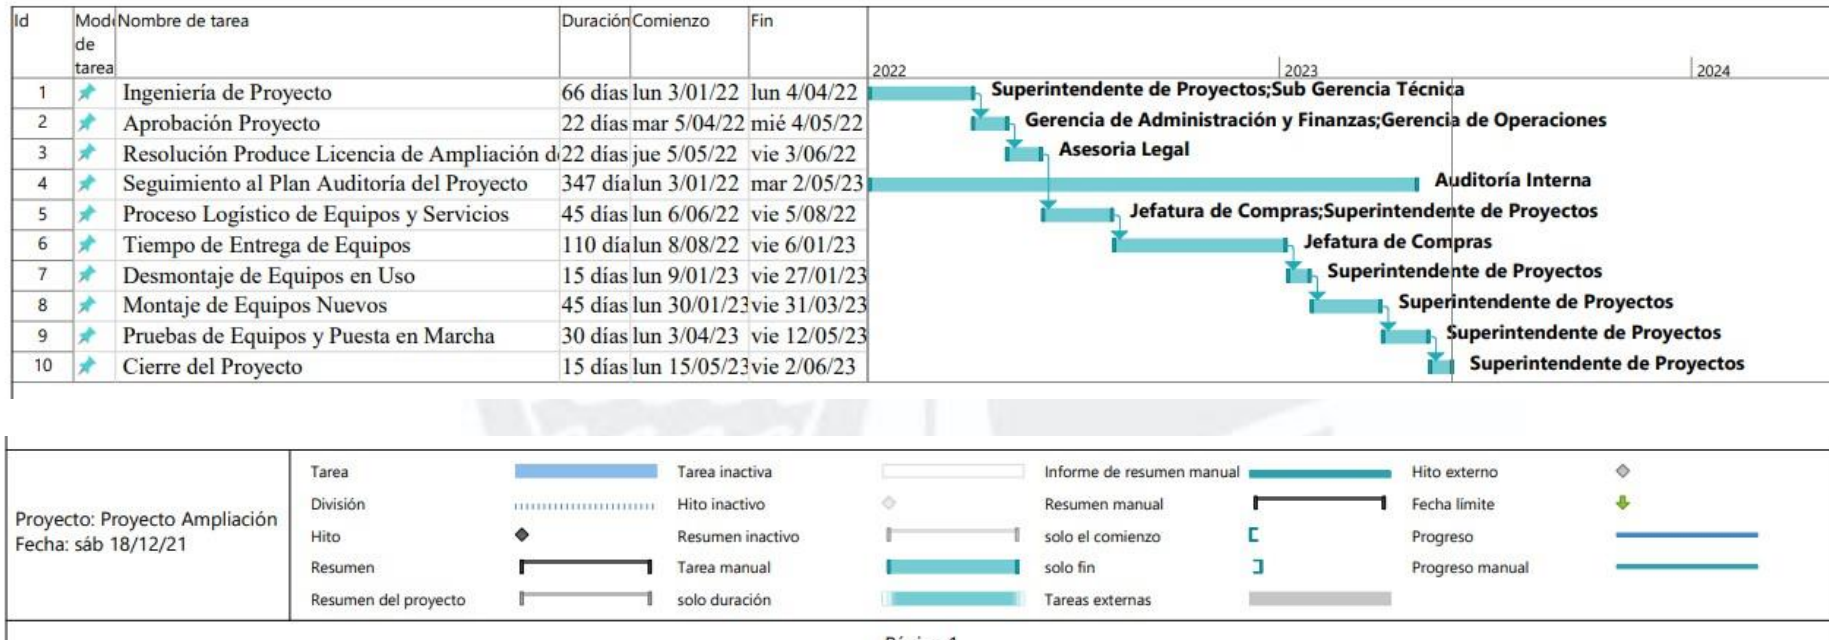 Id Modo de tarea Nombre de tarea Duración Comienzo Fin
2022 2023 2024
1 Ingeniería de Proyecto 66 días lun 3/01/22 lun 4/04/22 Superintendente de Proyectos;Sub Gerencia Técnica
2 Aprobación Proyecto 22 días mar 5/04/22 mié 4/05/22 Gerencia de Administración y Finanzas;Gerencia de Operaciones
3 Resolución Produce Licencia de Ampliación d 22 días jue 5/05/22 vie 3/06/22 Asesoria Legal
4 Seguimiento al Plan Auditoría del Proyecto 347 día lun 3/01/22 mar 2/05/23 Auditoría Interna
5 Proceso Logístico de Equipos y Servicios 45 días lun 6/06/22 vie 5/08/22 Jefatura de Compras;Superintendente de Proyectos
6 Tiempo de Entrega de Equipos 110 día lun 8/08/22 vie 6/01/23 Jefatura de Compras
7 Desmontaje de Equipos en Uso 15 días lun 9/01/23 vie 27/01/23 Superintendente de Proyectos
8 Montaje de Equipos Nuevos 45 días lun 30/01/23 vie 31/03/23 Superintendente de Proyectos
9 Pruebas de Equipos y Puesta en Marcha 30 días lun 3/04/23 vie 12/05/23 Superintendente de Proyectos
10 Cierre del Proyecto 15 días lun 15/05/23 vie 2/06/23 Superintendente de Proyectos
Proyecto: Proyecto Ampliación
Fecha: sáb 18/12/21
Tarea Tarea inactiva Informe de resumen manual Hito externo
División Hito inactivo Resumen manual Fecha límite
Hito Resumen inactivo solo el comienzo Progreso
Resumen Tarea manual solo fin Progreso manual
Resumen del proyecto solo duración Tareas externas